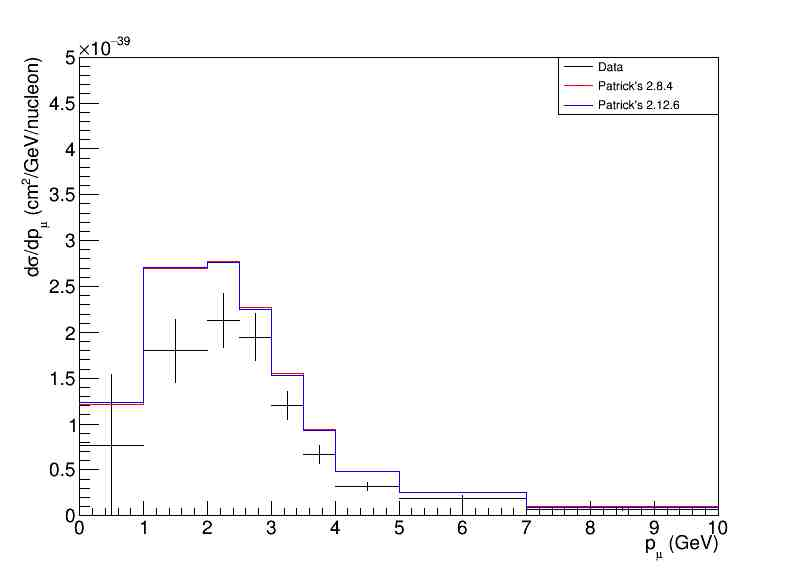 ×10⁻³⁹
dσ/dpμ (cm²/GeV/nucleon)
5
4.5
4
3.5
3
2.5
2
1.5
1
0.5
0
Data
Patrick's 2.8.4
Patrick's 2.12.6
0 1 2 3 4 5 6 7 8 9 10
pμ (GeV)